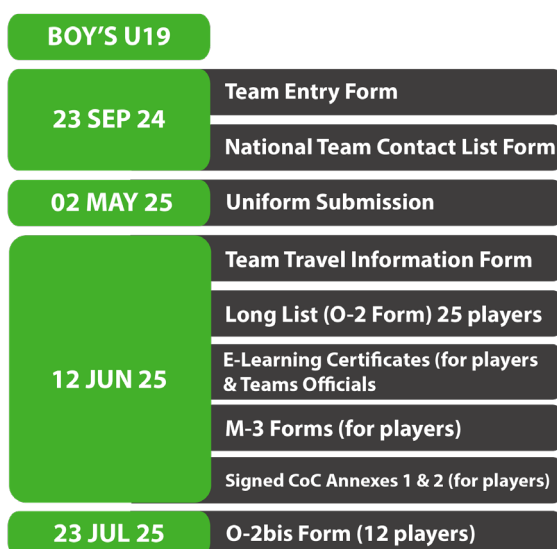 BOY’S U19
23 SEP 24
Team Entry Form
National Team Contact List Form
02 MAY 25
Uniform Submission
12 JUN 25
Team Travel Information Form
Long List (O-2 Form) 25 players
E-Learning Certificates (for players
& Teams Officials
M-3 Forms (for players)
Signed CoC Annexes 1 & 2 (for players)
23 JUL 25
O-2bis Form (12 players)